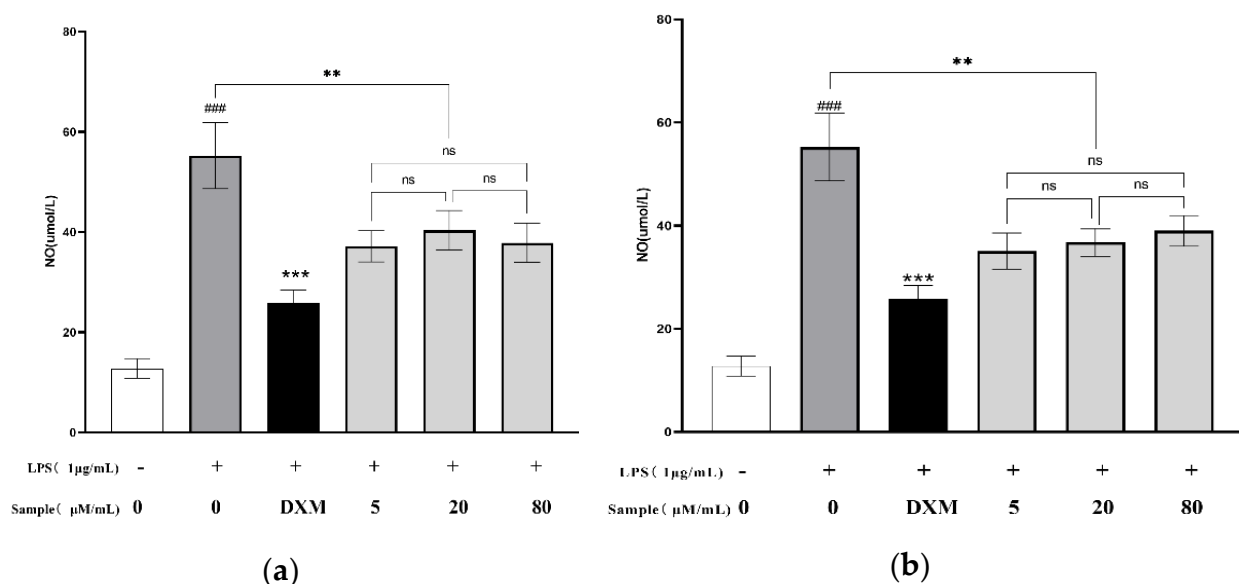 80
60
40
20
0
NO(umol/L)
**
###
ns
ns
ns
***
LPS( 1μg/mL) - + + + + +
Sample( μM/mL) 0 0 DXM 5 20 80
(a)
80
60
40
20
0
NO(umol/L)
**
###
ns
ns
ns
***
LPS( 1μg/mL) - + + + + +
Sample( μM/mL) 0 0 DXM 5 20 80
(b)